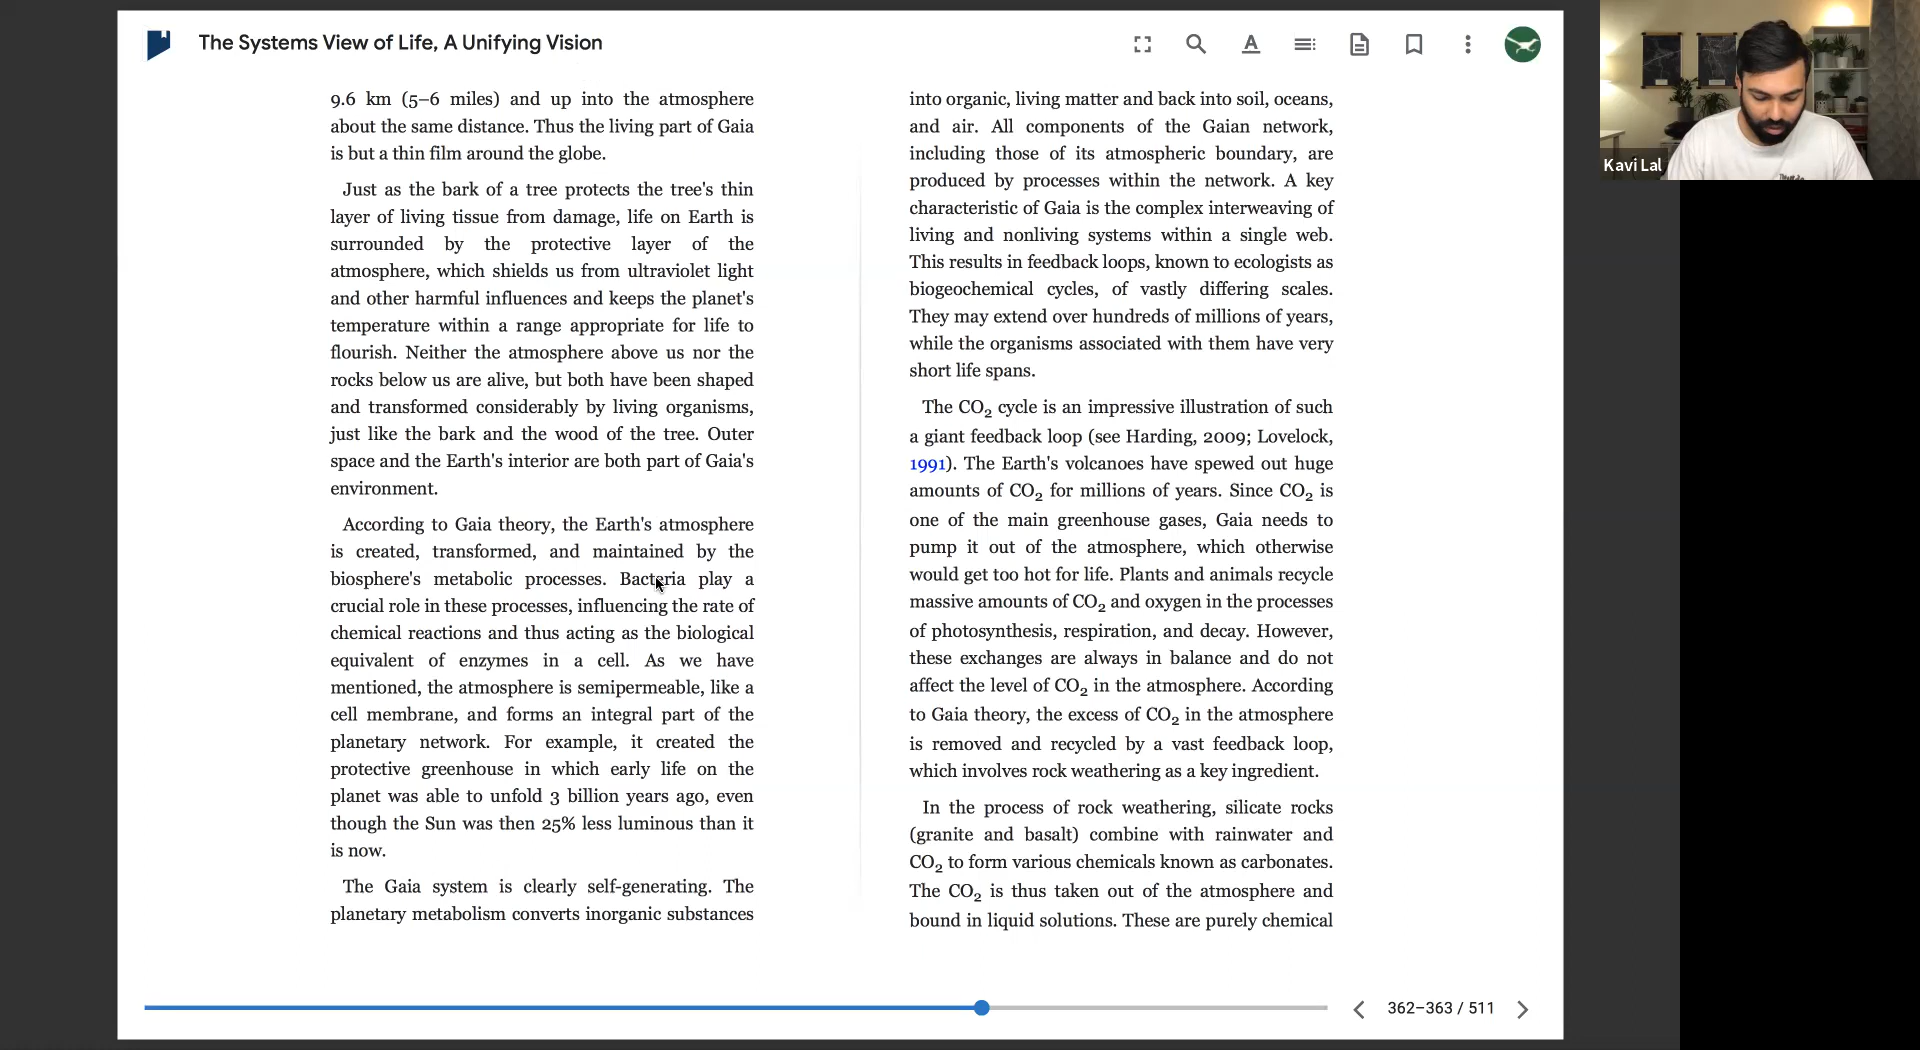 The Systems View of Life, A Unifying Vision
9.6 km (5–6 miles) and up into the atmosphere
about the same distance. Thus the living part of Gaia
is but a thin film around the globe.
Just as the bark of a tree protects the tree's thin
layer of living tissue from damage, life on Earth is
surrounded by the protective layer of the
atmosphere, which shields us from ultraviolet light
and other harmful influences and keeps the planet's
temperature within a range appropriate for life to
flourish. Neither the atmosphere above us nor the
rocks below us are alive, but both have been shaped
and transformed considerably by living organisms,
just like the bark and the wood of the tree. Outer
space and the Earth's interior are both part of Gaia's
environment.
According to Gaia theory, the Earth's atmosphere
is created, transformed, and maintained by the
biosphere's metabolic processes. Bacteria play a
crucial role in these processes, influencing the rate of
chemical reactions and thus acting as the biological
equivalent of enzymes in a cell. As we have
mentioned, the atmosphere is semipermeable, like a
cell membrane, and forms an integral part of the
planetary network. For example, it created the
protective greenhouse in which early life on the
planet was able to unfold 3 billion years ago, even
though the Sun was then 25% less luminous than it
is now.
The Gaia system is clearly self-generating. The
planetary metabolism converts inorganic substances
into organic, living matter and back into soil, oceans,
and air. All components of the Gaian network,
including those of its atmospheric boundary, are
produced by processes within the network. A key
characteristic of Gaia is the complex interweaving of
living and nonliving systems within a single web.
This results in feedback loops, known to ecologists as
biogeochemical cycles, of vastly differing scales.
They may extend over hundreds of millions of years,
while the organisms associated with them have very
short life spans.
The CO₂ cycle is an impressive illustration of such
a giant feedback loop (see Harding, 2009; Lovelock,
1991). The Earth's volcanoes have spewed out huge
amounts of CO₂ for millions of years. Since CO₂ is
one of the main greenhouse gases, Gaia needs to
pump it out of the atmosphere, which otherwise
would get too hot for life. Plants and animals recycle
massive amounts of CO₂ and oxygen in the processes
of photosynthesis, respiration, and decay. However,
these exchanges are always in balance and do not
affect the level of CO₂ in the atmosphere. According
to Gaia theory, the excess of CO₂ in the atmosphere
is removed and recycled by a vast feedback loop,
which involves rock weathering as a key ingredient.
In the process of rock weathering, silicate rocks
(granite and basalt) combine with rainwater and
CO₂ to form various chemicals known as carbonates.
The CO₂ is thus taken out of the atmosphere and
bound in liquid solutions. These are purely chemical
362–363 / 511
Kavi Lal